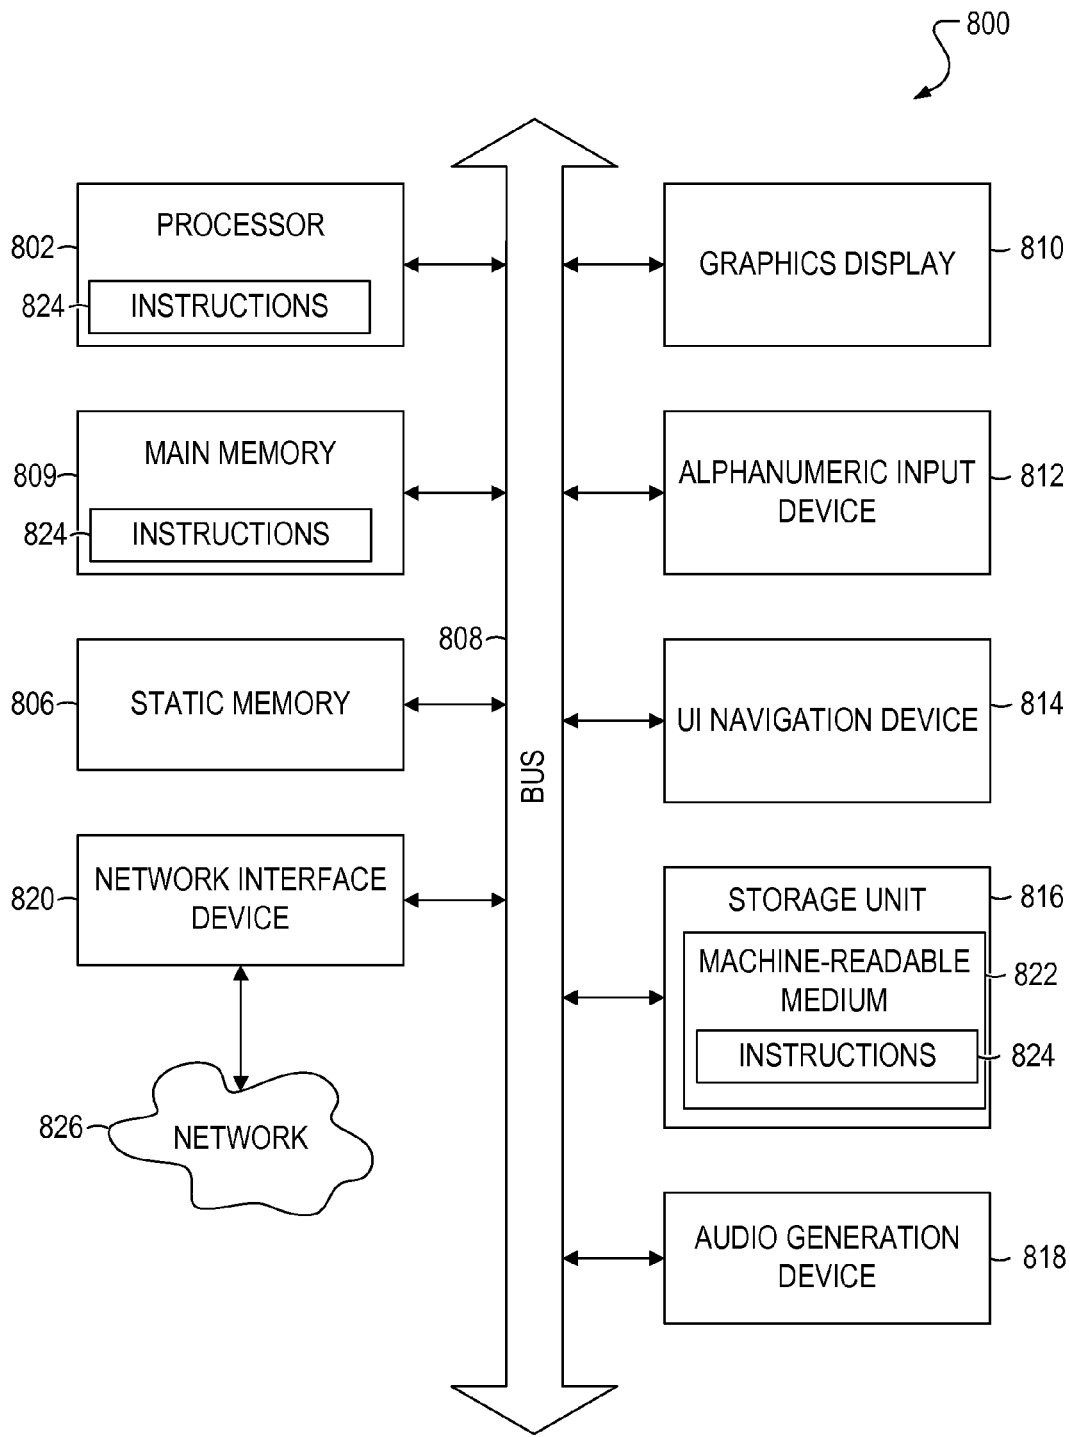 800
PROCESSOR
802
824
INSTRUCTIONS
MAIN MEMORY
809
824
INSTRUCTIONS
806
STATIC MEMORY
820
NETWORK INTERFACE
DEVICE
826
NETWORK
808
BUS
GRAPHICS DISPLAY
810
ALPHANUMERIC INPUT
DEVICE
812
UI NAVIGATION DEVICE
814
STORAGE UNIT
816
MACHINE-READABLE
MEDIUM
822
INSTRUCTIONS
824
AUDIO GENERATION
DEVICE
818